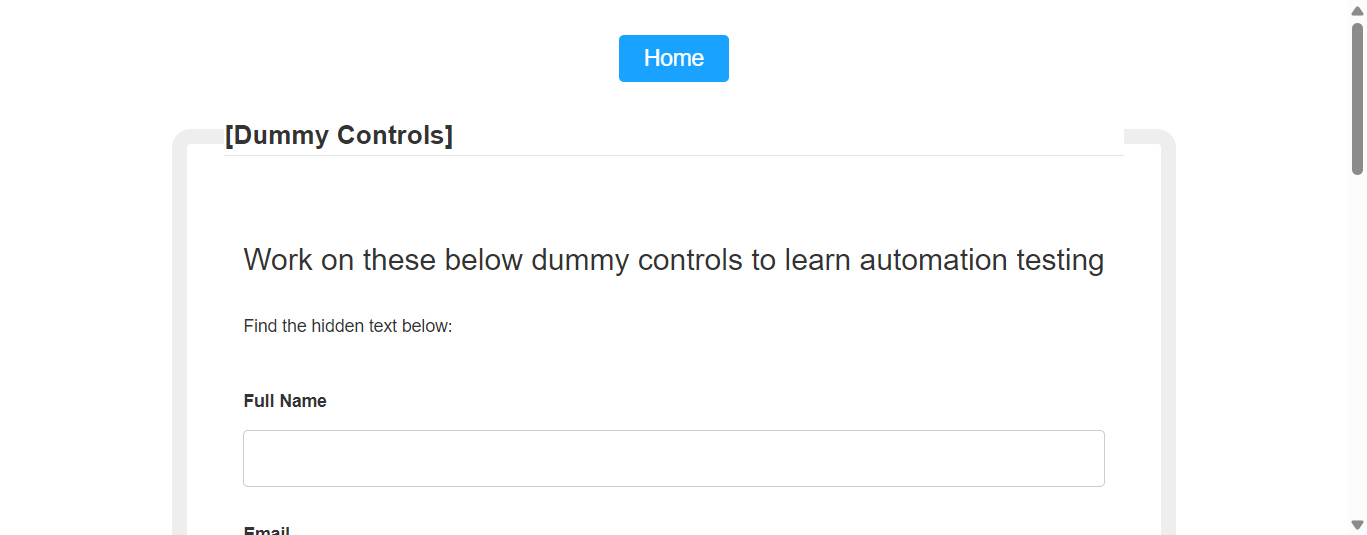 Home
[Dummy Controls]
Work on these below dummy controls to learn automation testing
Find the hidden text below:
Full Name
Email